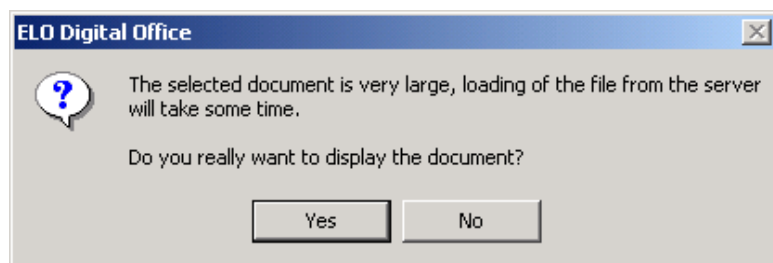 ELO Digital Office
The selected document is very large, loading of the file from the server
will take some time.
Do you really want to display the document?
Yes
No